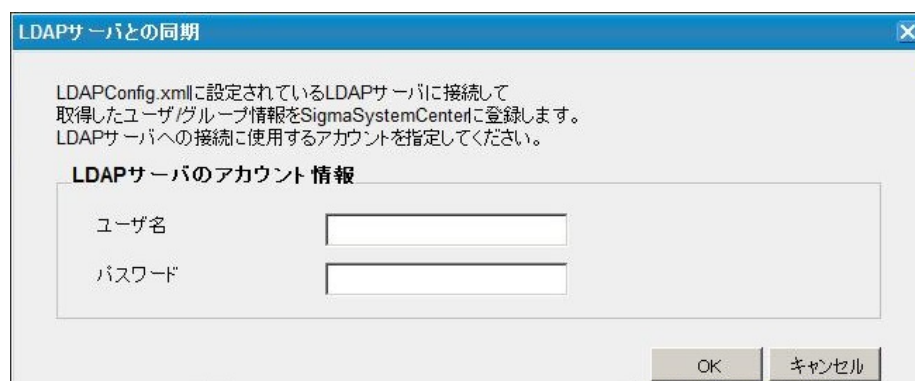 LDAPサーバとの同期
LDAPConfig.xmlに設定されているLDAPサーバに接続して
取得したユーザ/グループ情報をSigmaSystemCenterに登録します。
LDAPサーバへの接続に使用するアカウントを指定してください。
LDAPサーバのアカウント情報
ユーザ名
パスワード
OK キャンセル